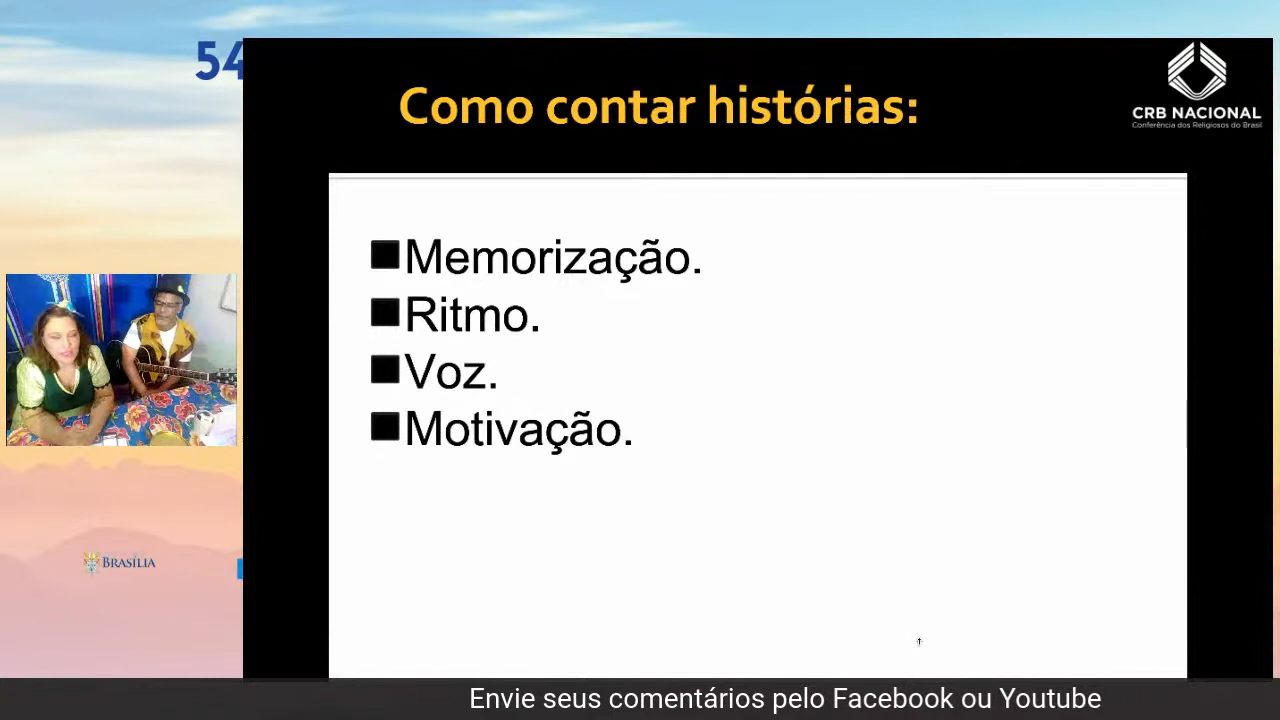 54
Como contar histórias:
CRB NACIONAL
Conferência dos Religiosos do Brasil
Memorização.
Ritmo.
Voz.
Motivação.
BRASÍLIA
Envie seus comentários pelo Facebook ou Youtube